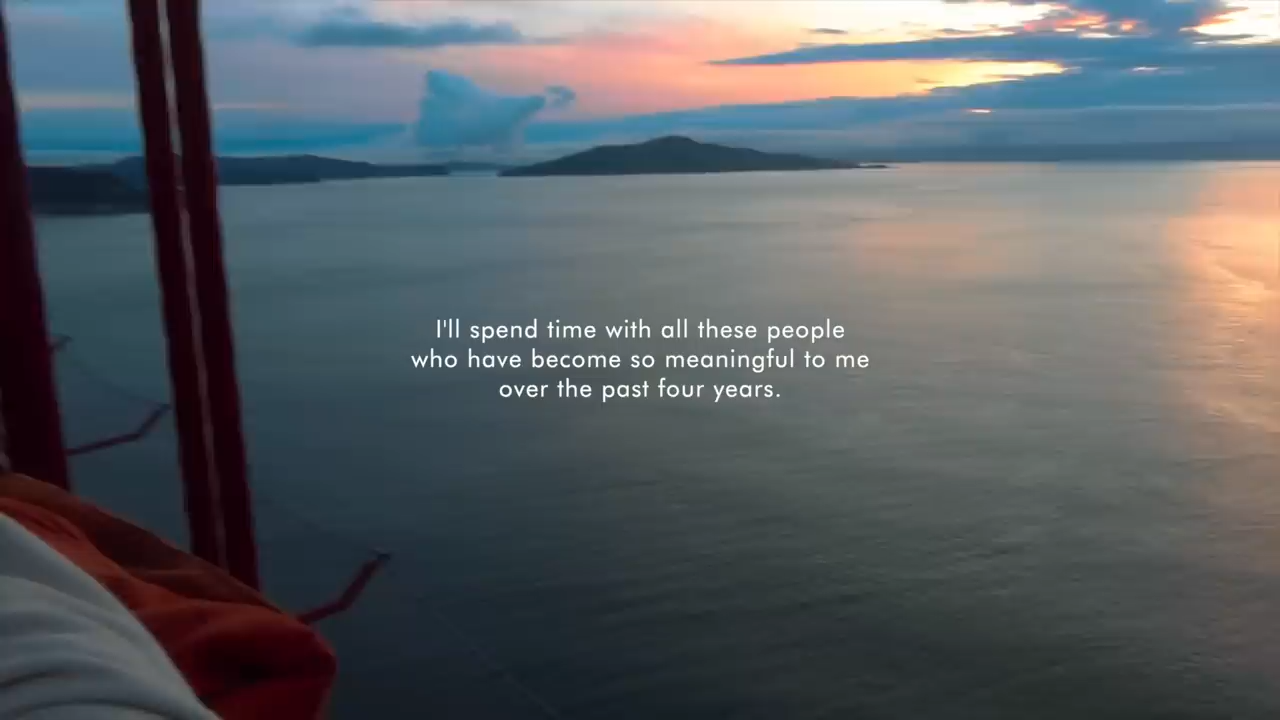 I'll spend time with all these people
who have become so meaningful to me
over the past four years.